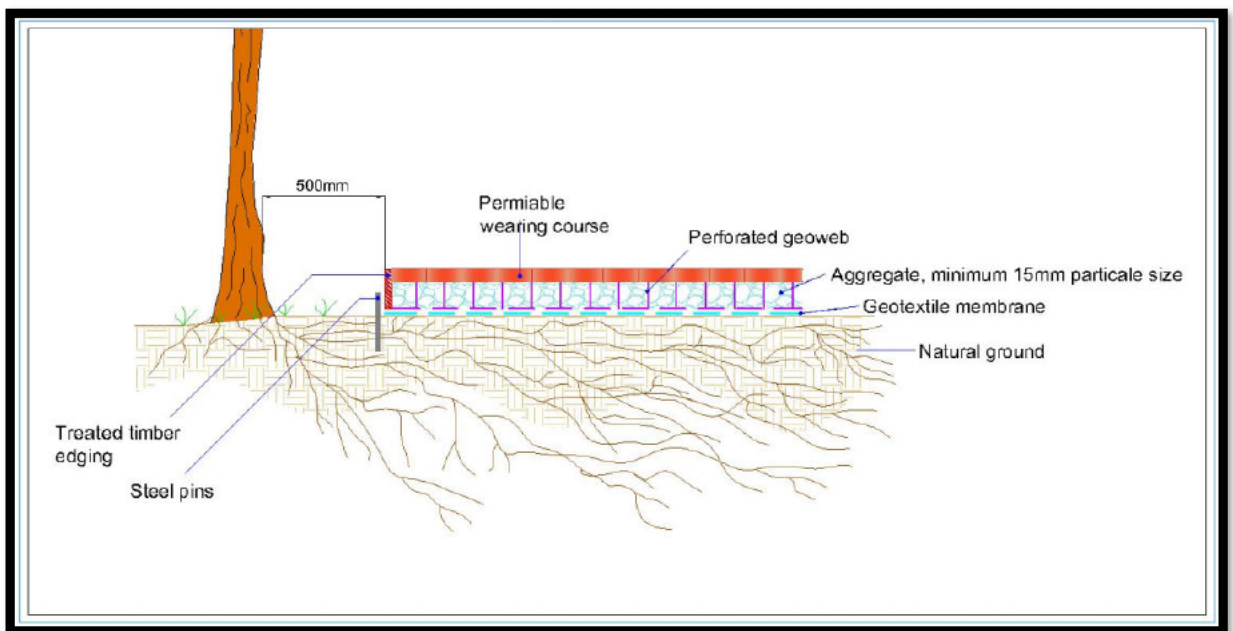 500mm
Permiable
wearing course
Perforated geoweb
Aggregate, minimum 15mm particale size
Geotextile membrane
Natural ground
Treated timber
edging
Steel pins